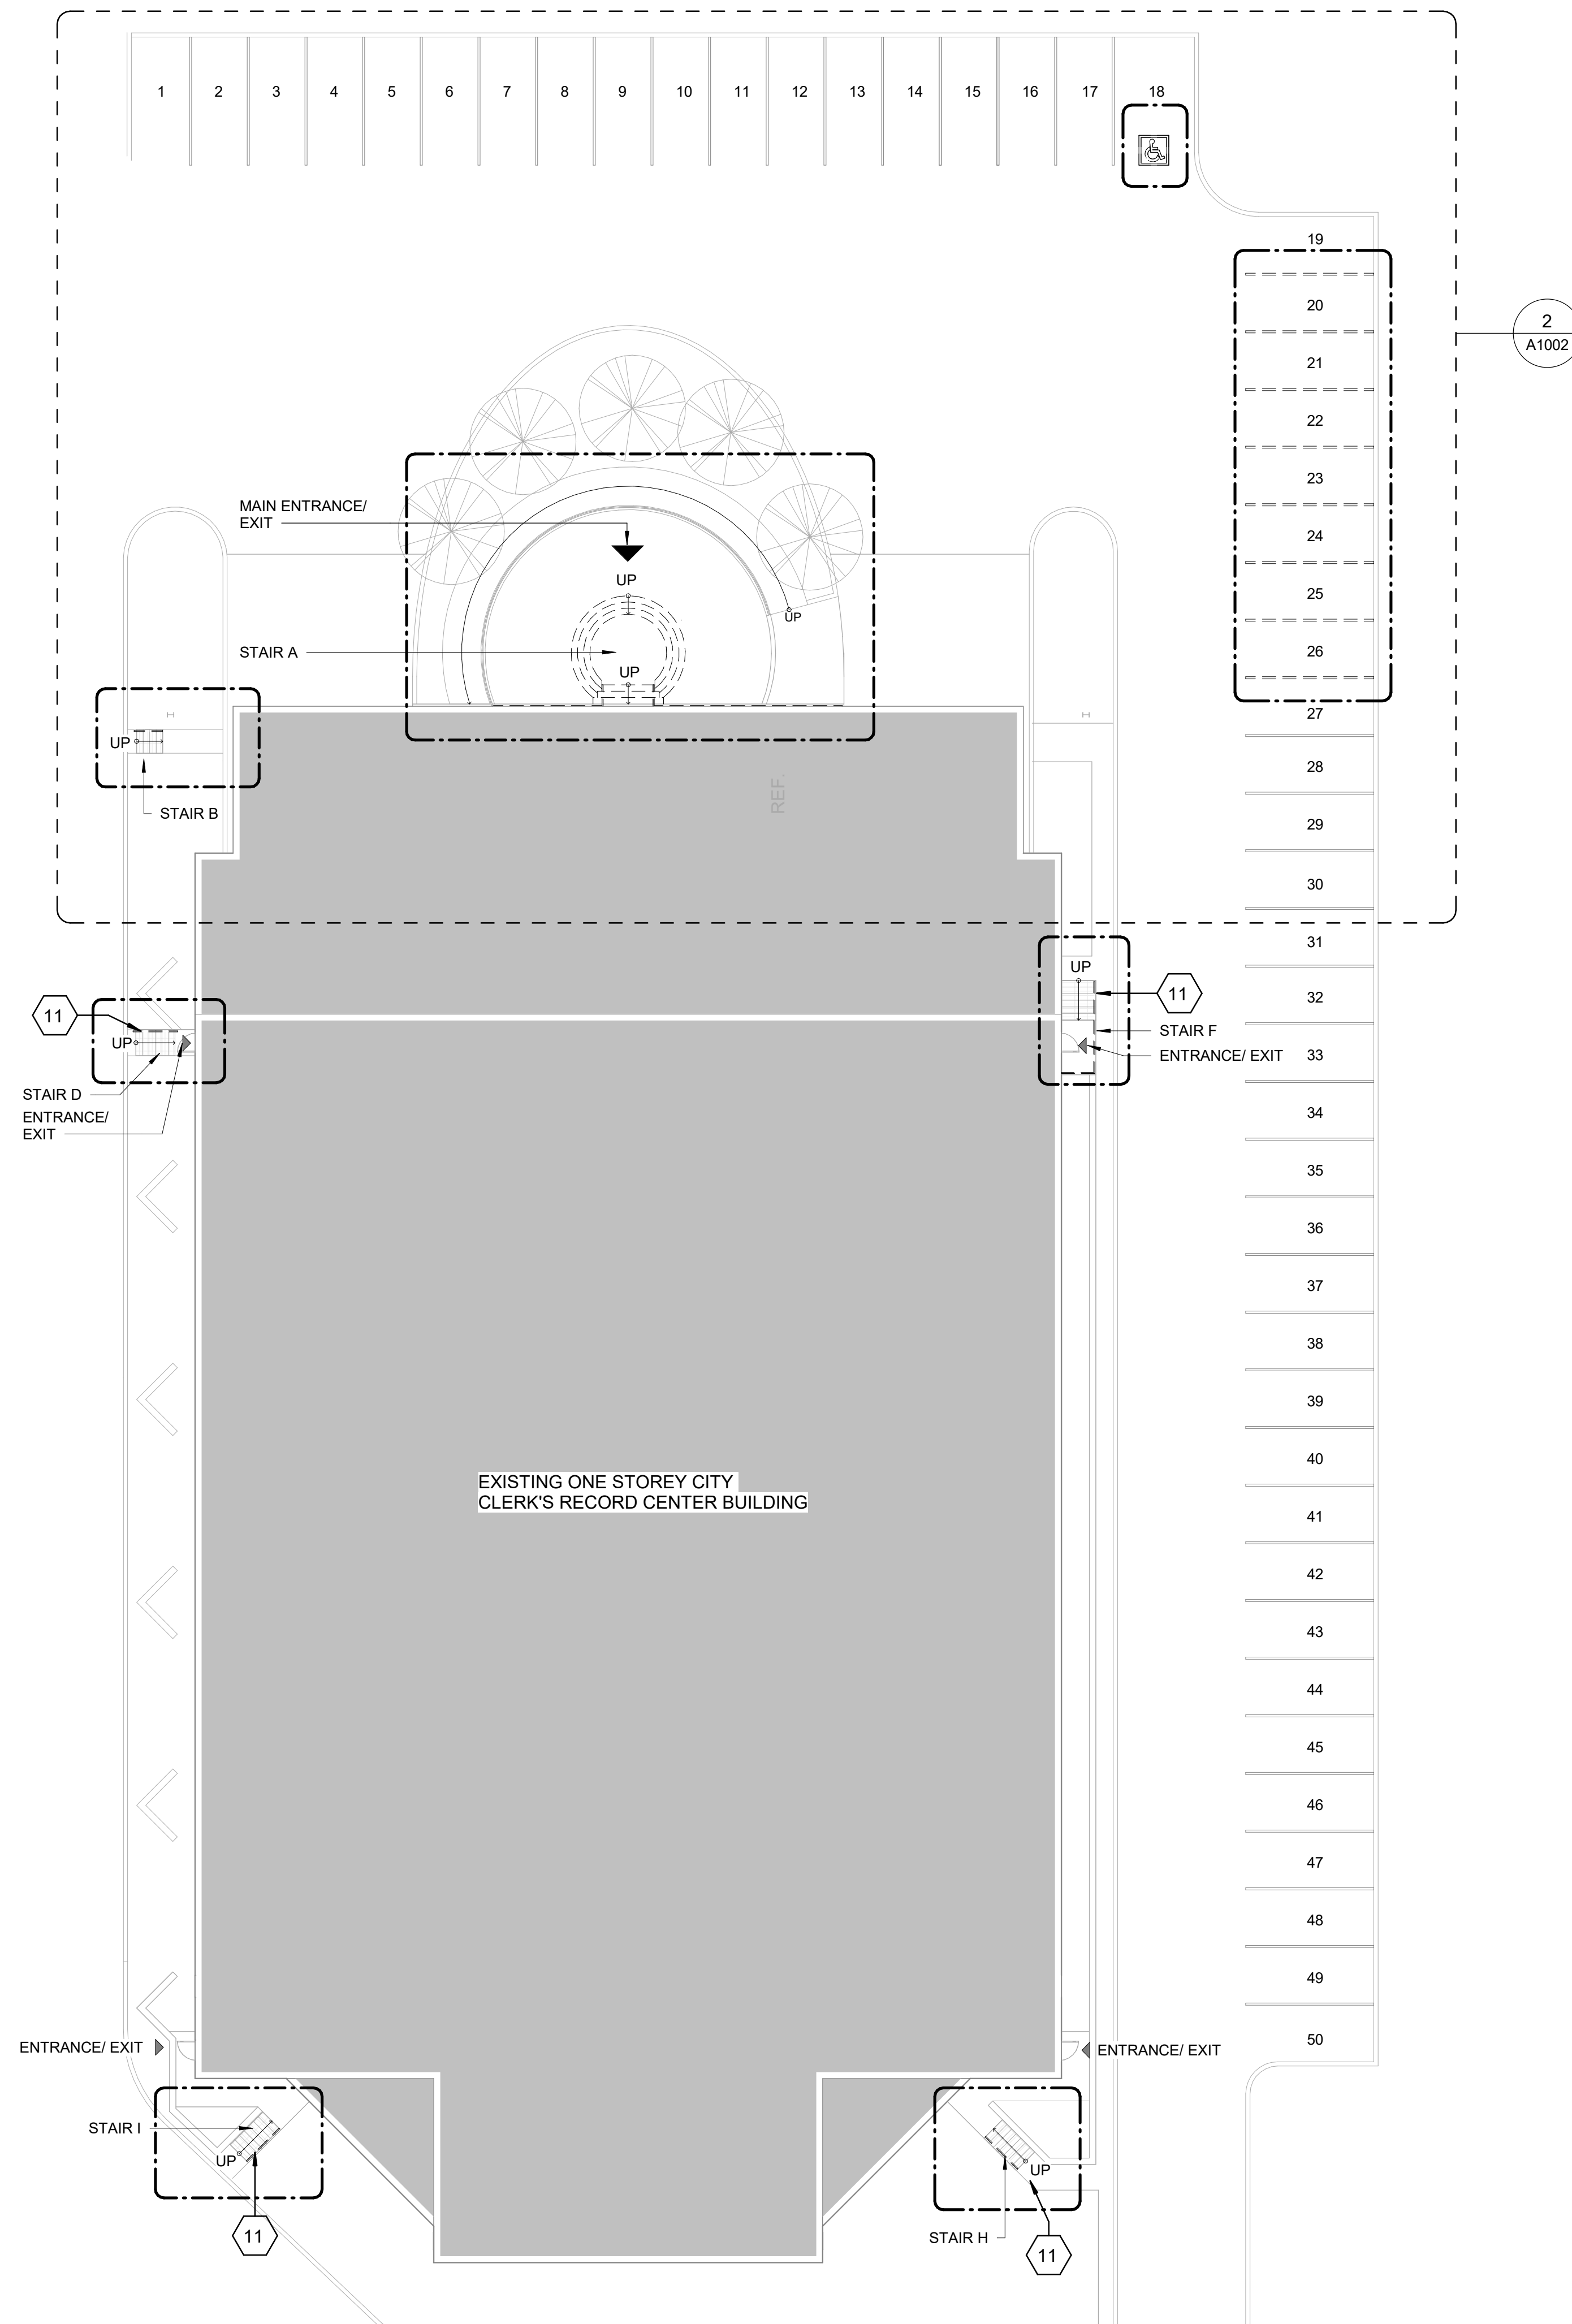 1 2 3 4 5 6 7 8 9 10 11 12 13 14 15 16 17 18
19
20
2
A1002
21
22
23
MAIN ENTRANCE/
EXIT
24
UP
25
UP
STAIR A
26
UP
27
UP
28
REF.
STAIR B
29
30
31
UP
11
32
11
STAIR F
UP
ENTRANCE/ EXIT
33
STAIR D
ENTRANCE/
EXIT
34
35
36
37
38
39
40
EXISTING ONE STOREY CITY
CLERK'S RECORD CENTER BUILDING
41
42
43
44
45
46
47
48
49
50
ENTRANCE/ EXIT
ENTRANCE/ EXIT
STAIR I
UP
UP
11
STAIR H
11